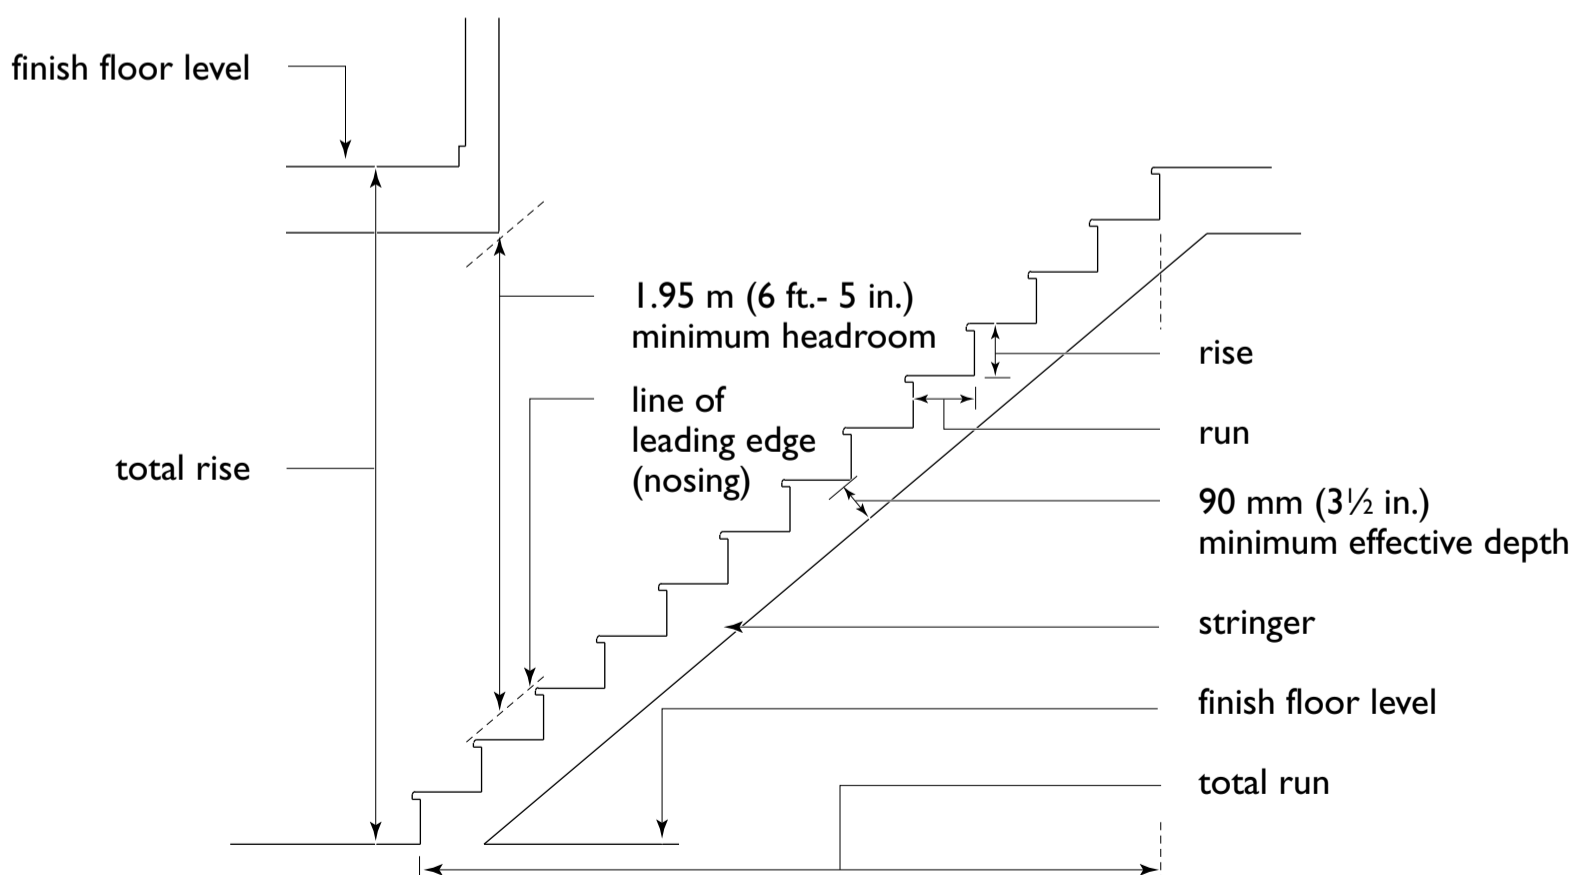 finish floor level
1.95 m (6 ft.- 5 in.)
minimum headroom
rise
line of
leading edge
(nosing)
run
total rise
90 mm (3½ in.)
minimum effective depth
stringer
finish floor level
total run